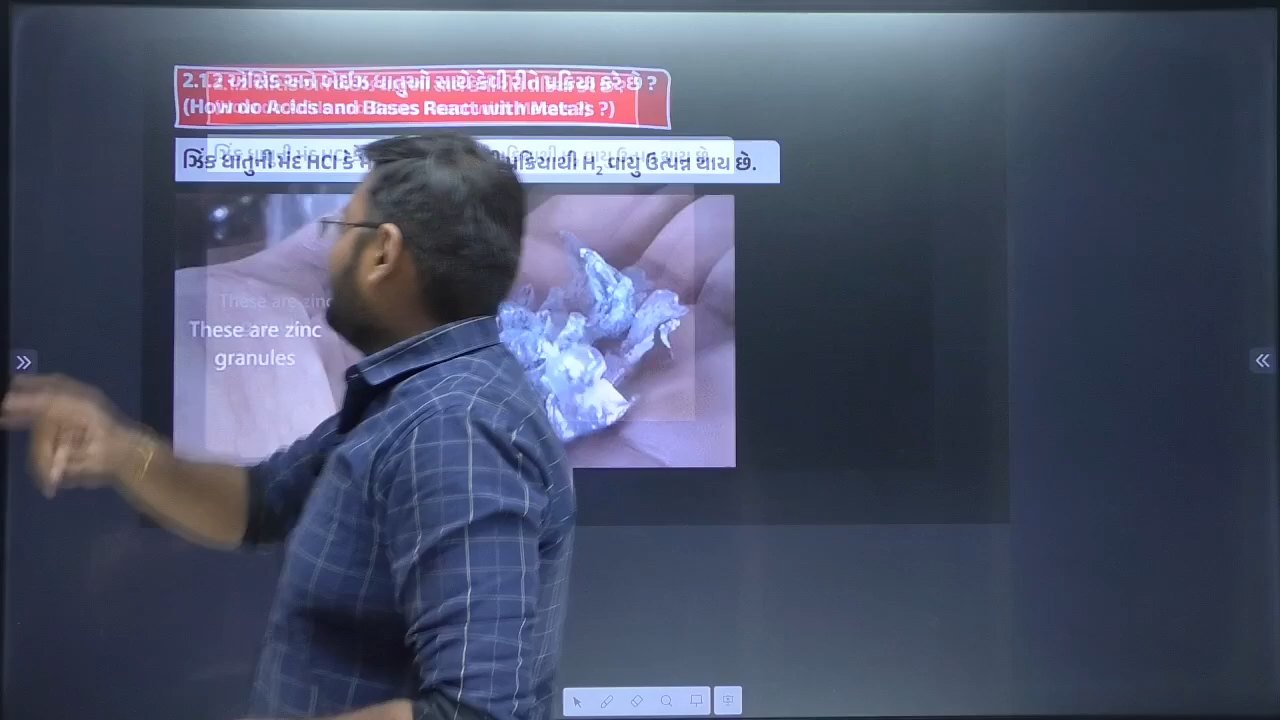 2.1.2 એસિડ અને બેઈઝ ધાતુઓ સાથે કેવી રીતે પ્રક્રિયા કરે છે ?
(How do Acids and Bases React with Metals ?)
ઝિંક ધાતુની મંદ HCl કે પ્રક્રિયાથી H₂ વાયુ ઉત્પન્ન થાય છે.
These are zinc
granules